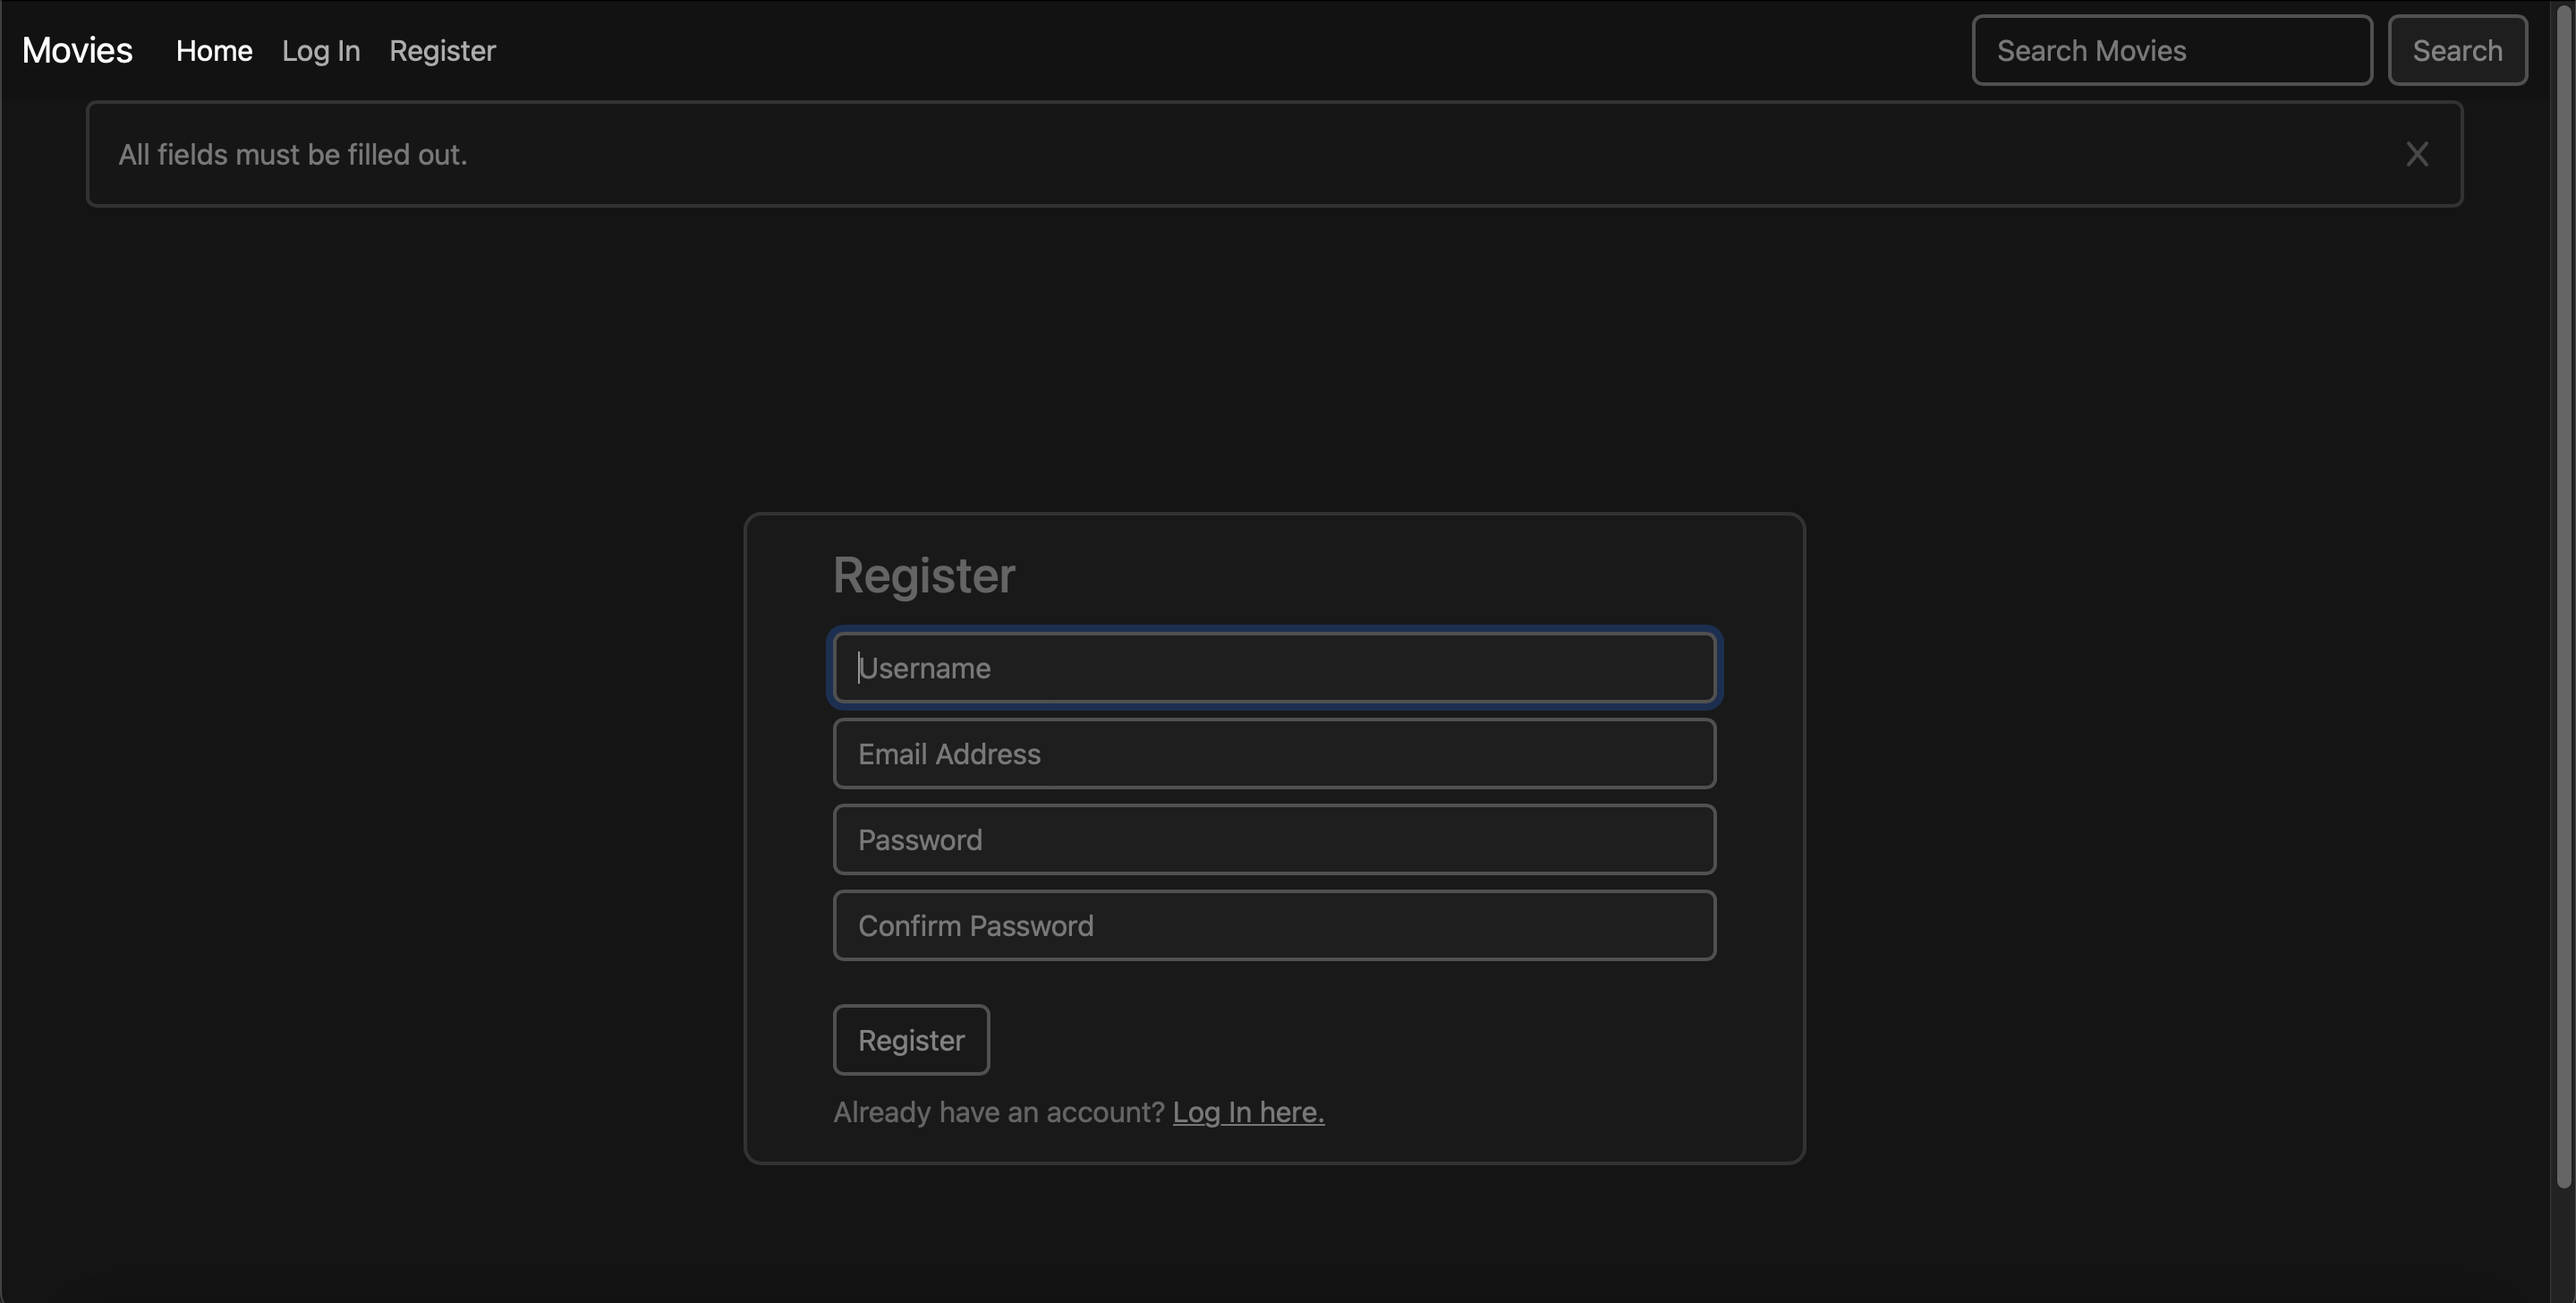 Movies Home Log In Register Search Movies Search
All fields must be filled out.
Register
Username
Email Address
Password
Confirm Password
Register
Already have an account? Log In here.